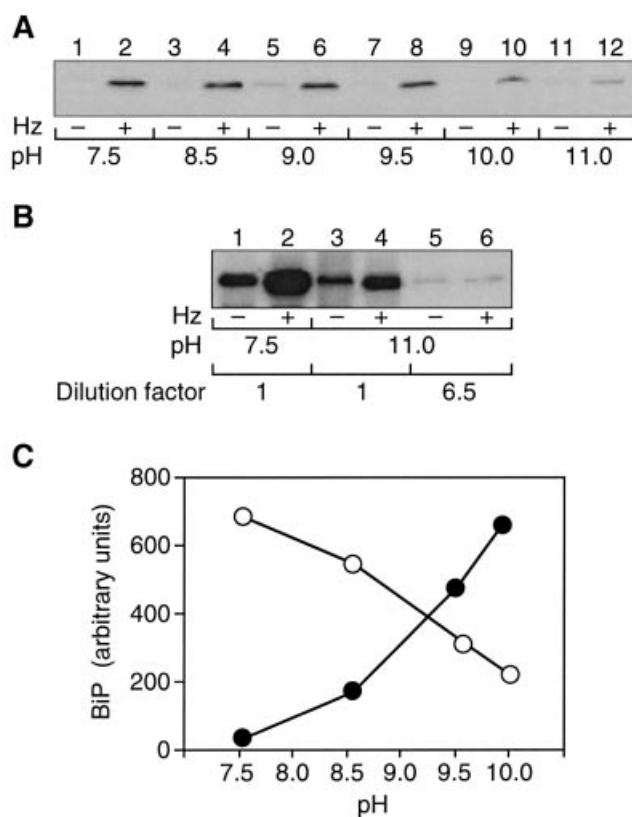 A
1 2 3 4 5 6 7 8 9 10 11 12
Hz − + − + − + − + − + − +
pH 7.5 8.5 9.0 9.5 10.0 11.0
B
1 2 3 4 5 6
Hz − + − + − +
pH 7.5 11.0
Dilution factor 1 1 6.5
C
800
600
400
200
0
BiP (arbitrary units)
7.5 8.0 8.5 9.0 9.5 10.0
pH